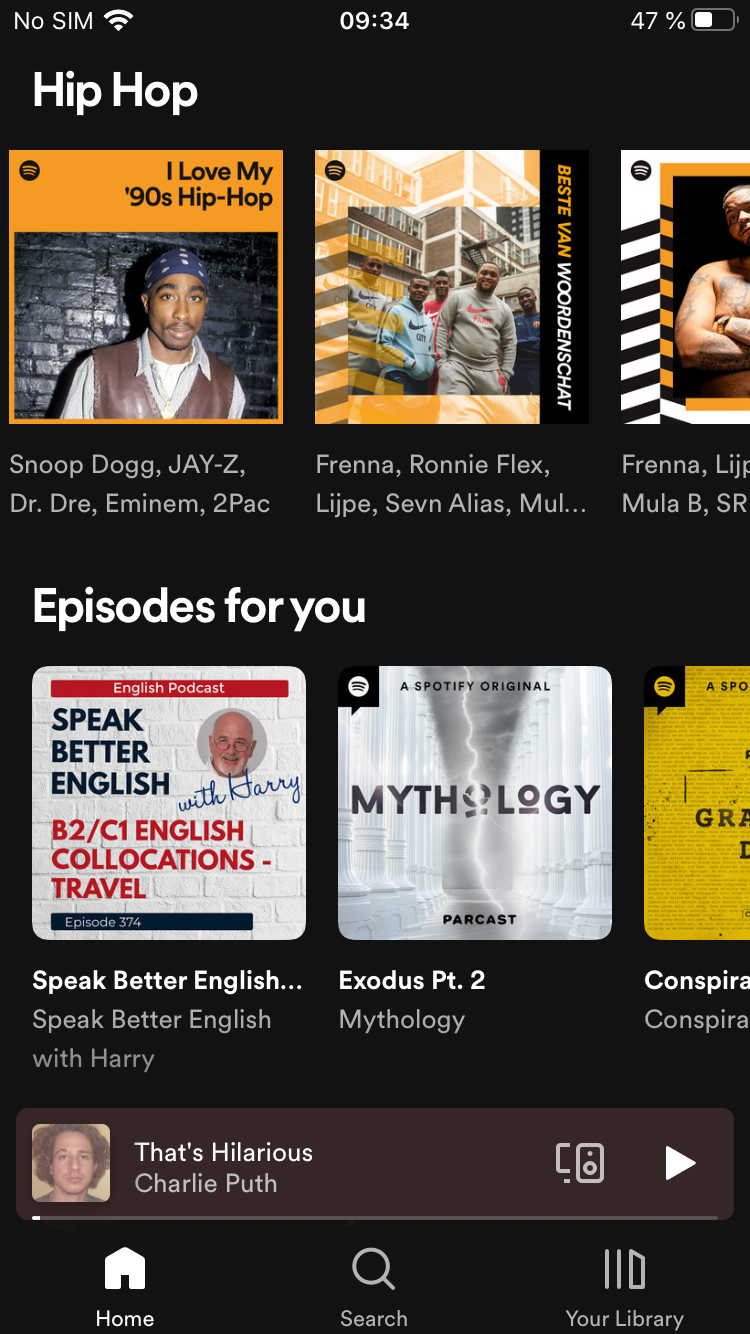 No SIM 09:34 47 %
Hip Hop
I Love My
'90s Hip-Hop
BESTE VAN WOORDENSCHAT
Snoop Dogg, JAY-Z,
Dr. Dre, Eminem, 2Pac
Frenna, Ronnie Flex,
Lijpe, Sevn Alias, Mul...
Frenna, Lijp
Mula B, SR
Episodes for you
English Podcast
SPEAK
BETTER
ENGLISH
with Harry
B2/C1 ENGLISH
COLLOCATIONS -
TRAVEL
Episode 374
A SPOTIFY ORIGINAL
MYTHOLOGY
PARCAST
A SPO
GRA
D
Speak Better English...
Speak Better English
with Harry
Exodus Pt. 2
Mythology
Conspira
Conspira
That's Hilarious
Charlie Puth
Home
Search
Your Library